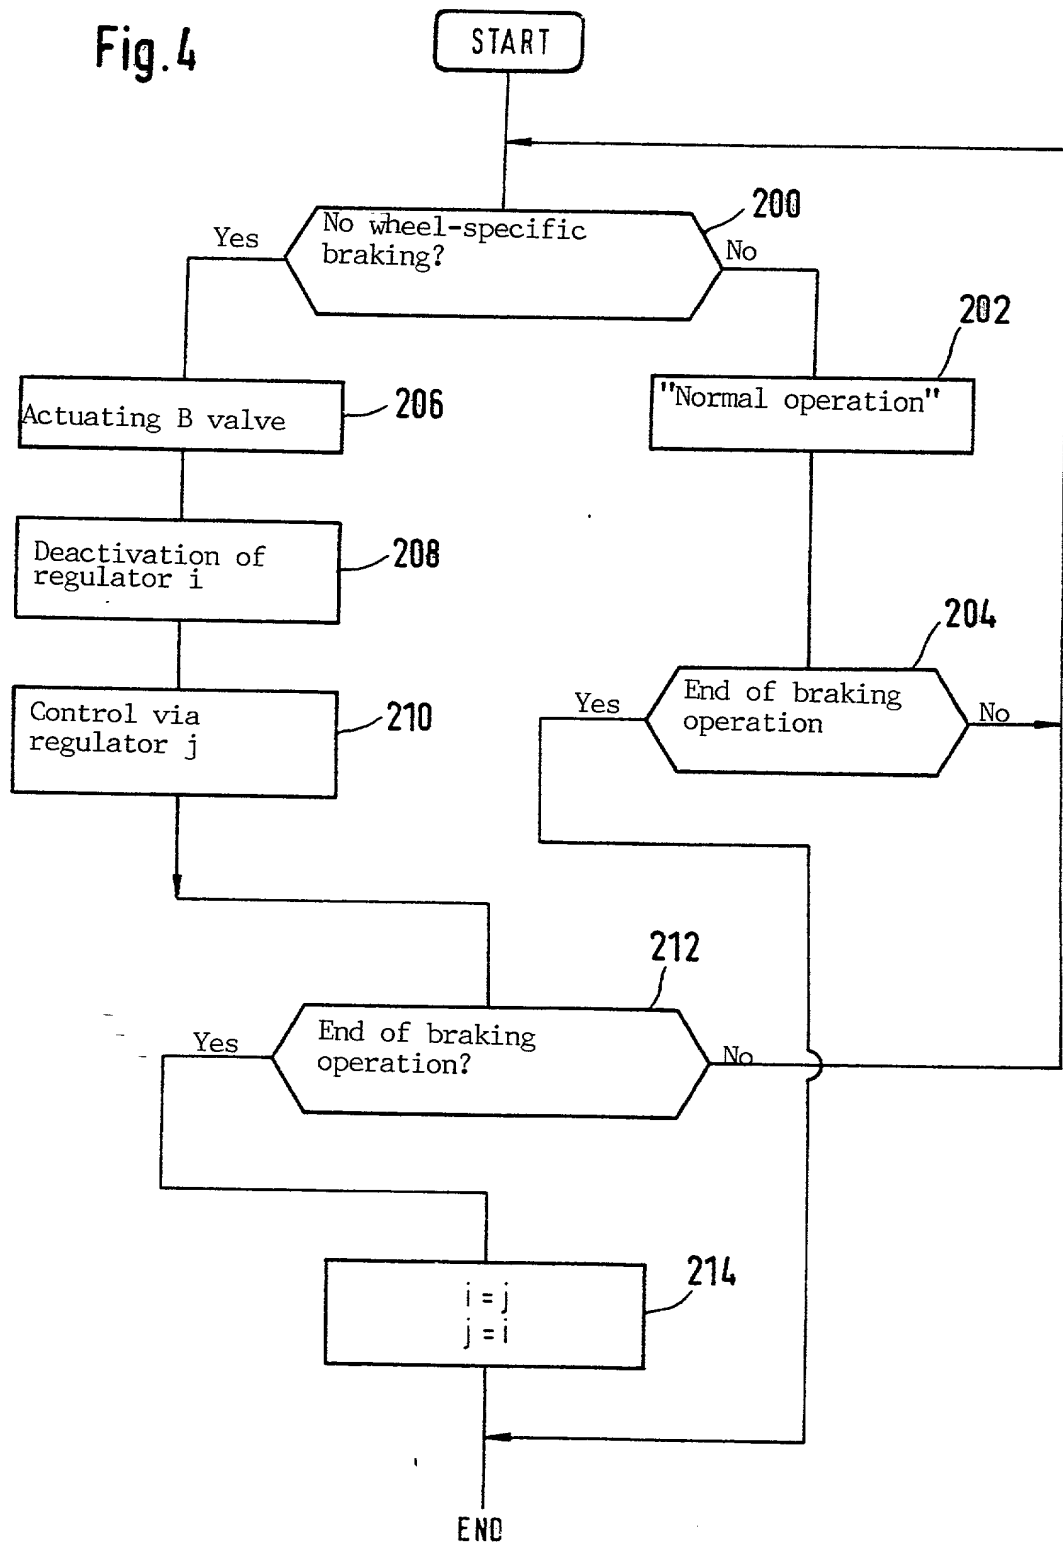 Fig. 4
START
200
No wheel-specific
braking?
Yes
No
202
"Normal operation"
206
Actuating B valve
208
Deactivation of
regulator i
204
End of braking
operation
Yes
No
210
Control via
regulator j
212
End of braking
operation?
Yes
No
214
i = j
j = i
END